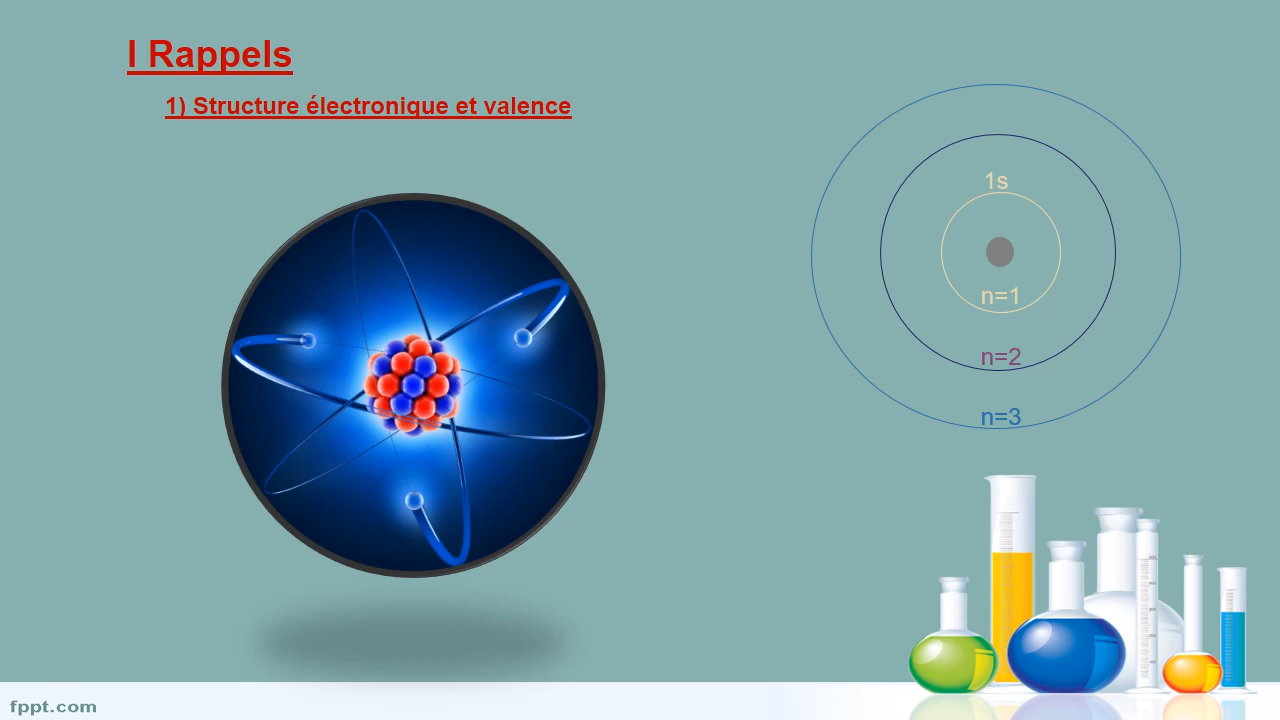 I Rappels
1) Structure électronique et valence
1s
n=1
n=2
n=3
fppt.com